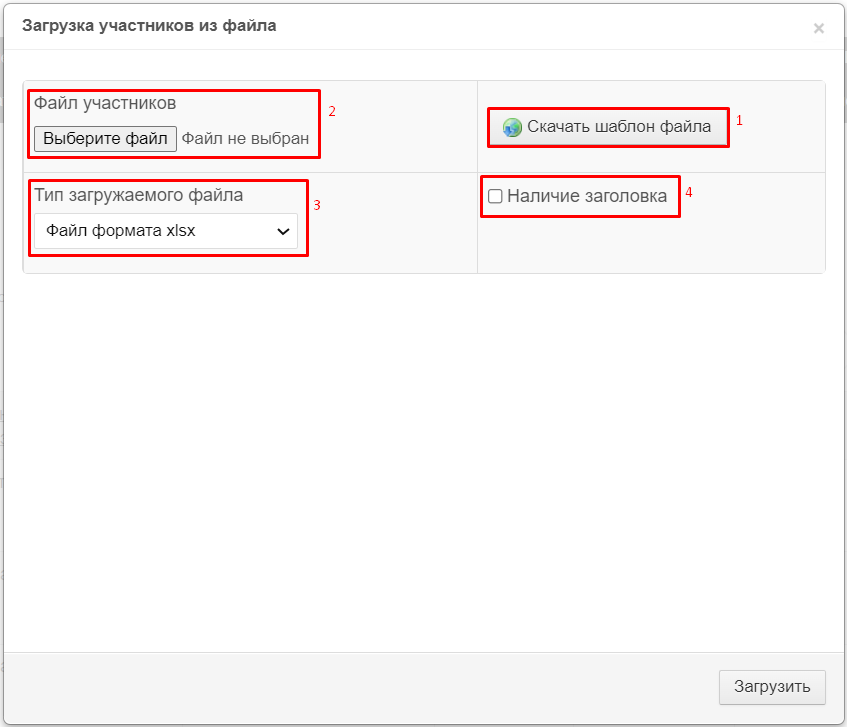 Загрузка участников из файла
×
Файл участников
2
Выберите файл Файл не выбран
Скачать шаблон файла
1
Тип загружаемого файла
3
Файл формата xlsx
Наличие заголовка
4
Загрузить